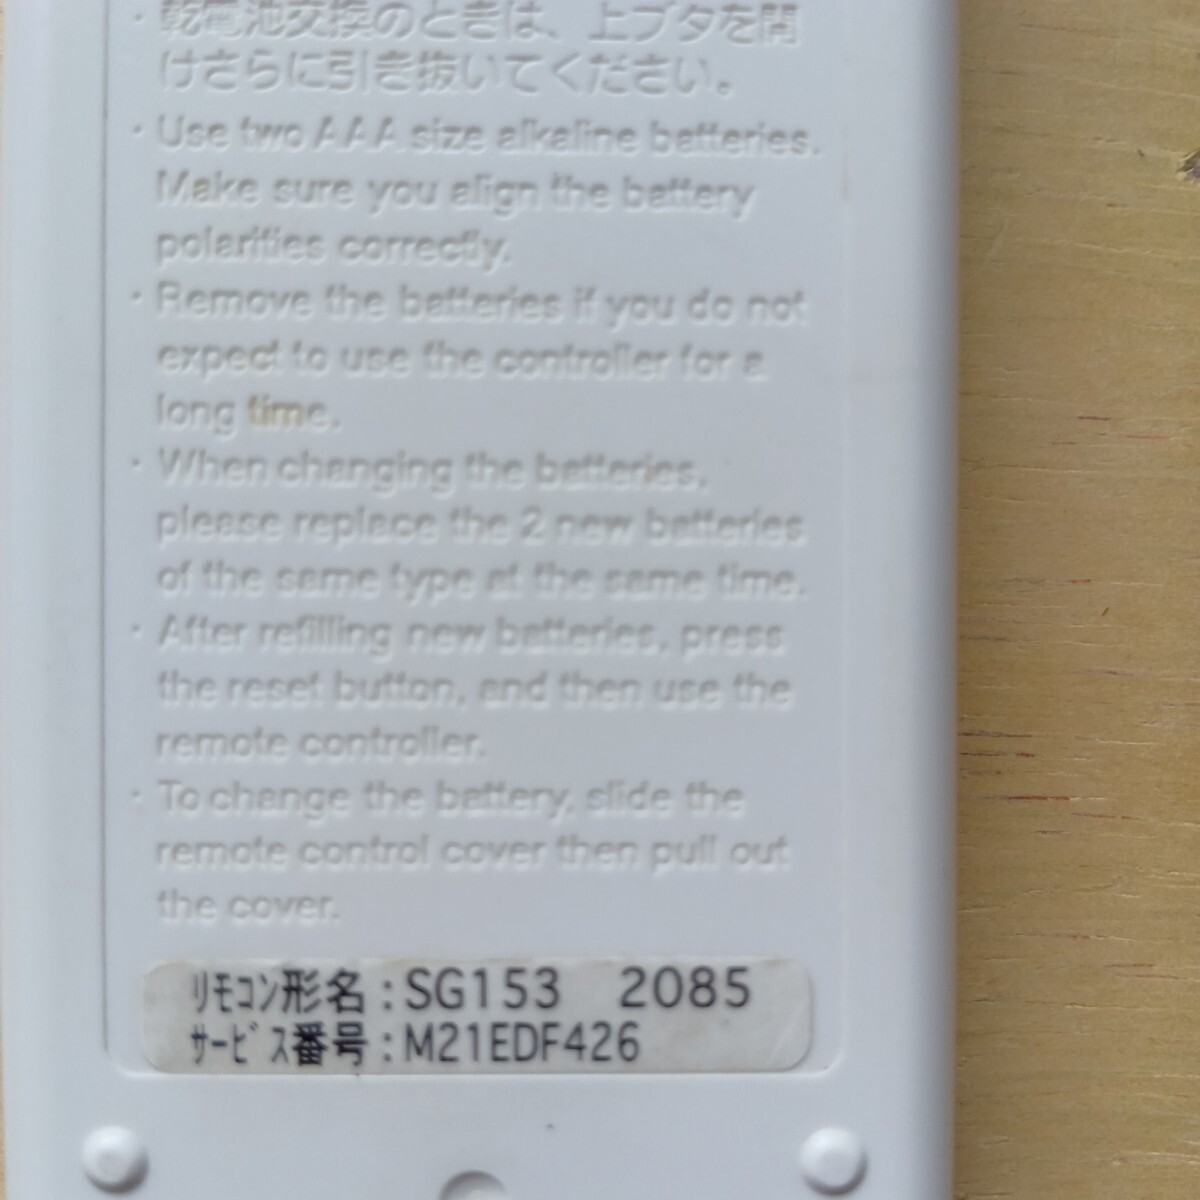 ・乾電池交換のときは、上ブタを開
けさらに引き抜いてください。
・Use two AAA size alkaline batteries.
Make sure you align the battery
polarities correctly.
・Remove the batteries if you do not
expect to use the controller for a
long time.
・When changing the batteries,
please replace the 2 new batteries
of the same type at the same time.
・After refilling new batteries, press
the reset button, and then use the
remote controller.
・To change the battery, slide the
remote control cover then pull out
the cover.
ﾘﾓｺﾝ形名:SG153 2085
ｻｰﾋﾞｽ番号:M21EDF426